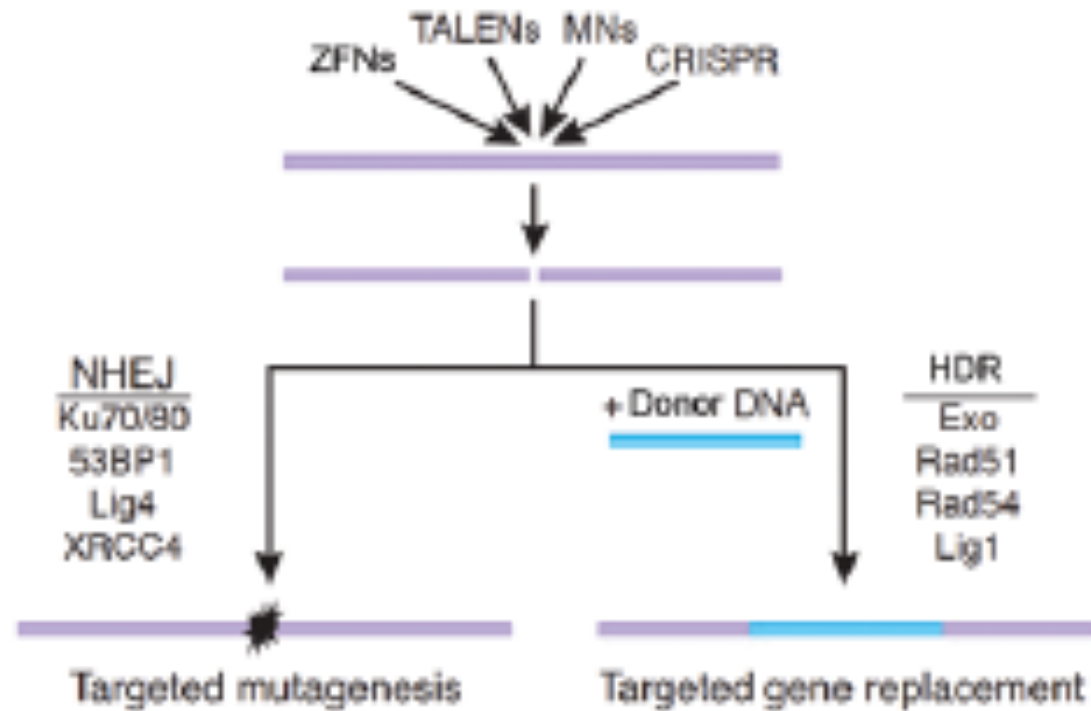 TALENs MNs
ZFNs CRISPR
NHEJ
Ku70/80
53BP1
Lig4
XRCC4
+ Donor DNA
HDR
Exo
Rad51
Rad54
Lig1
Targeted mutagenesis
Targeted gene replacement